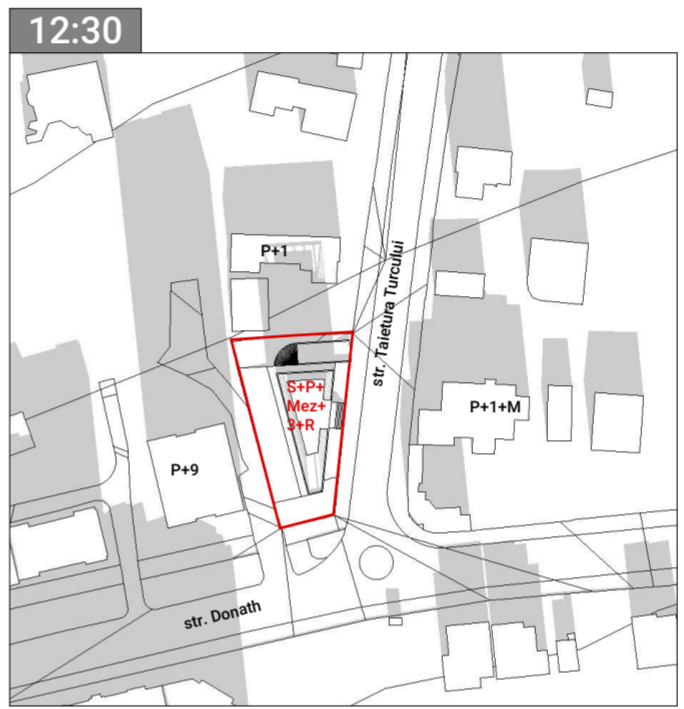 12:30
P+1
str. Taietura Turcului
S+P+
Mez+
3+R
P+1+M
P+9
str. Donath